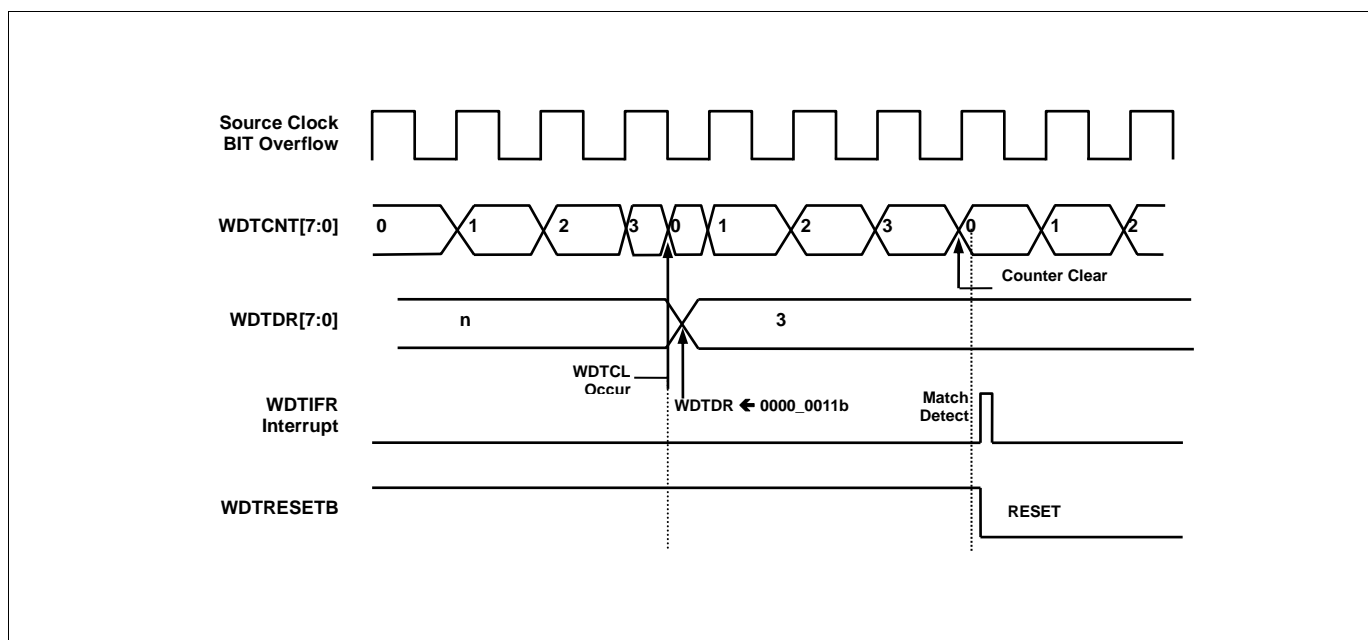 Source Clock
BIT Overflow
WDTCNT[7:0]
0 1 2 3 0 1 2 3 0 1 2
Counter Clear
WDTDR[7:0]
n
3
WDTCL
Occur
WDTDR 🡸 0000_0011b
WDTIFR
Interrupt
Match
Detect
WDTRESETB
RESET